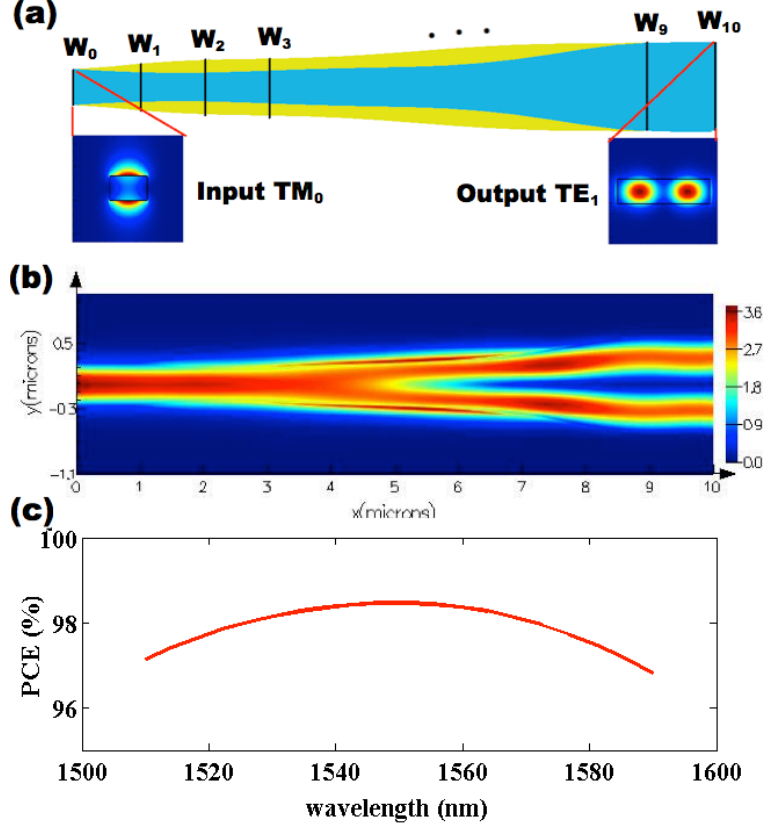 (a)
W₀ W₁ W₂ W₃ • • • W₉ W₁₀
Input TM₀
Output TE₁
(b)
y(microns)
0.5
-0.3
-1.1
3.6
2.7
1.8
0.9
0.0
0 1 2 3 4 5 6 7 8 9 10
x(microns)
(c)
PCE (%)
100
98
96
1500 1520 1540 1560 1580 1600
wavelength (nm)